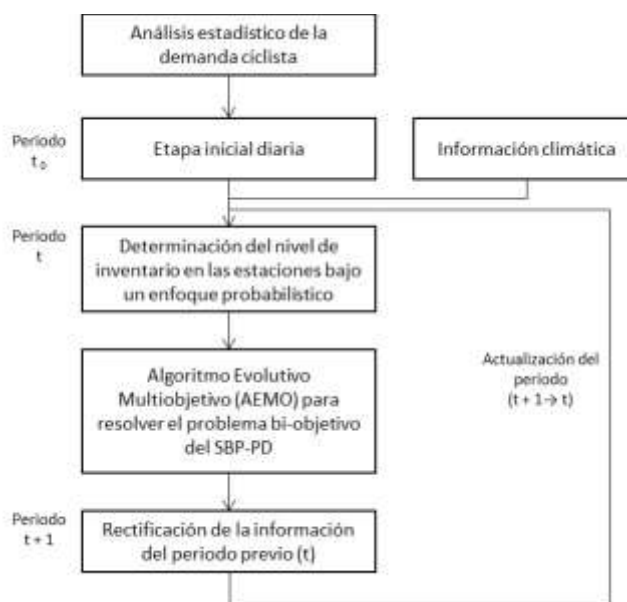 Análisis estadístico de la
demanda ciclista
Periodo
t₀
Etapa inicial diaria
Información climática
Periodo
t
Determinación del nivel de
inventario en las estaciones bajo
un enfoque probabilístico
Algoritmo Evolutivo
Multiobjetivo (AEMO) para
resolver el problema bi-objetivo
del SBP-PD
Actualización del
periodo
(t + 1 → t)
Periodo
t + 1
Rectificación de la información
del periodo previo (t)